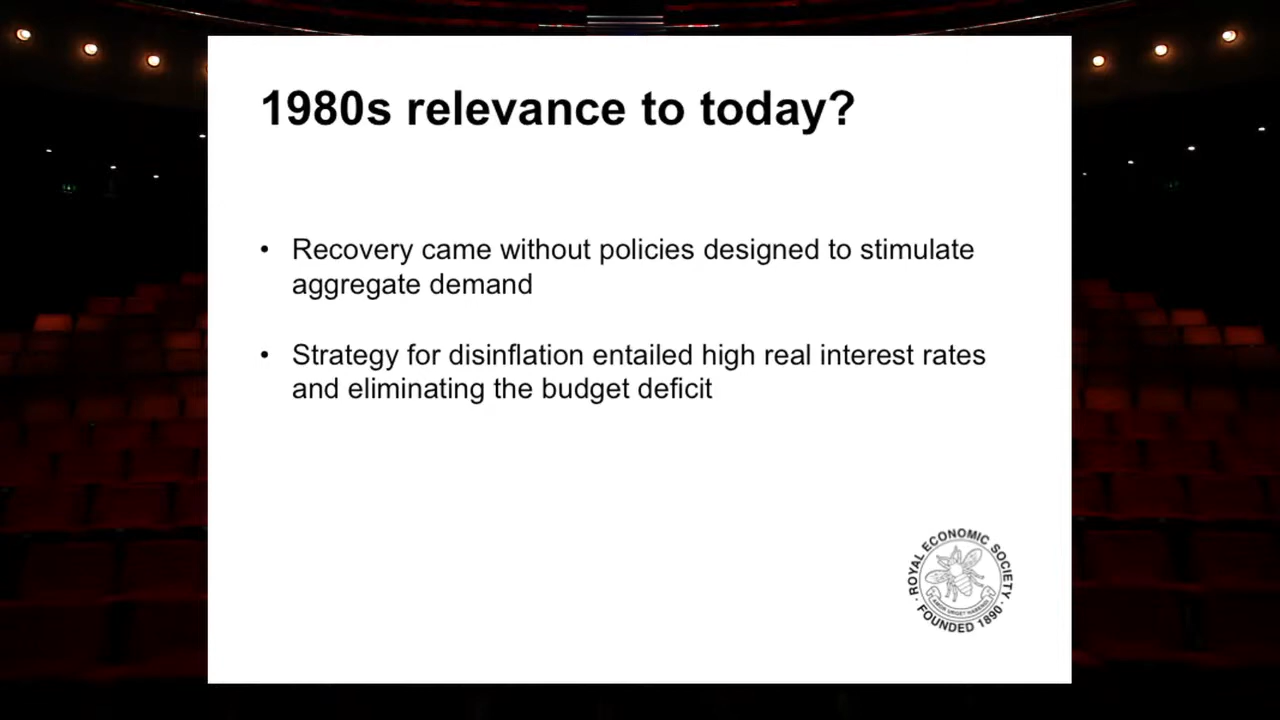 1980s relevance to today?
• Recovery came without policies designed to stimulate
aggregate demand
• Strategy for disinflation entailed high real interest rates
and eliminating the budget deficit
ROYAL ECONOMIC SOCIETY
FOUNDED 1890